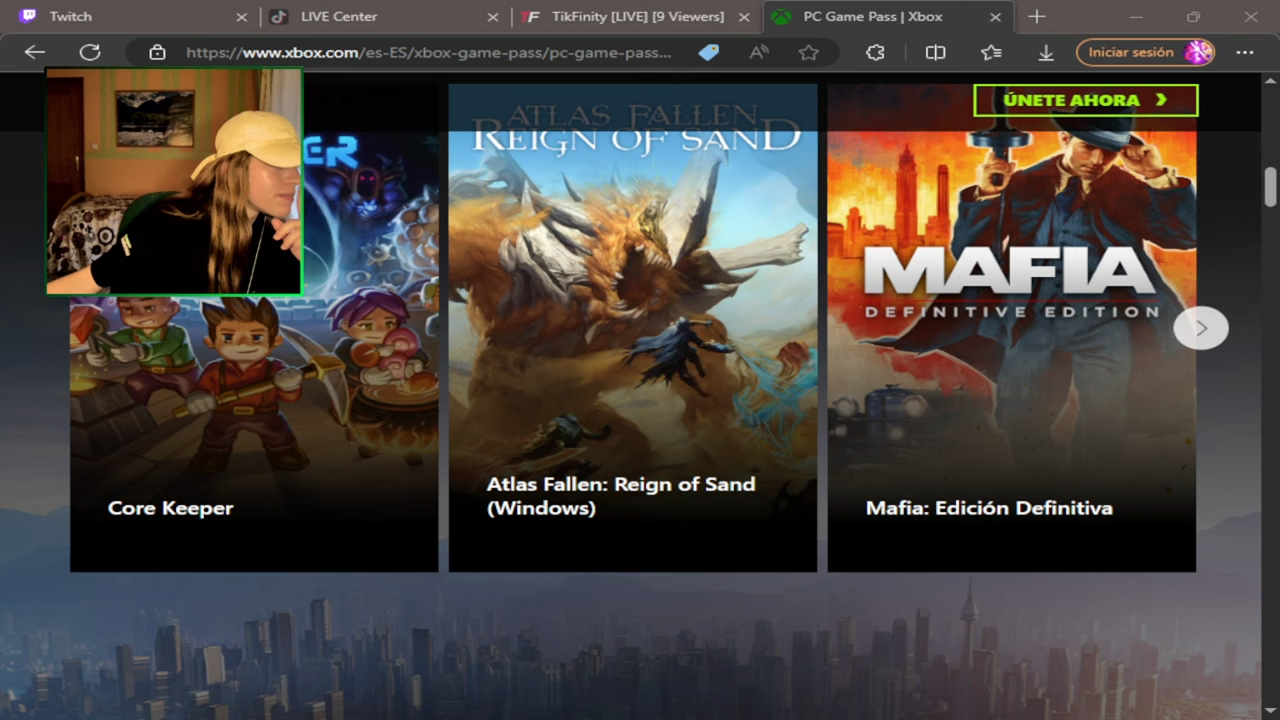 Twitch
LIVE Center
TikFinity [LIVE] [9 Viewers]
PC Game Pass | Xbox
https://www.xbox.com/es-ES/xbox-game-pass/pc-game-pass...
Iniciar sesión
ÚNETE AHORA
ER
ATLAS FALLEN
REIGN OF SAND
MAFIA
DEFINITIVE EDITION
Core Keeper
Atlas Fallen: Reign of Sand
(Windows)
Mafia: Edición Definitiva